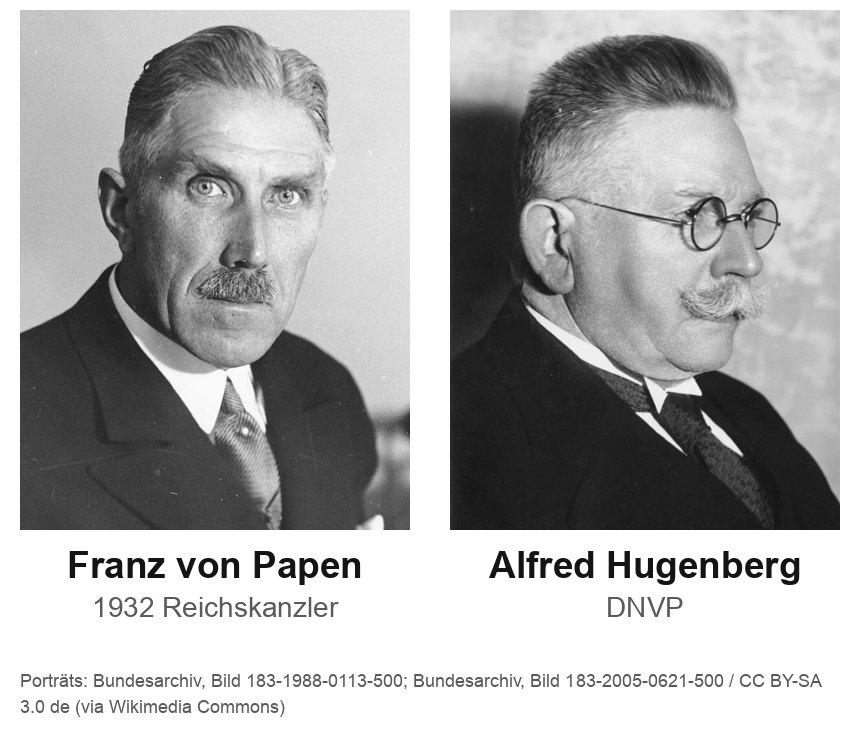 Franz von Papen
1932 Reichskanzler
Alfred Hugenberg
DNVP
Porträts: Bundesarchiv, Bild 183-1988-0113-500; Bundesarchiv, Bild 183-2005-0621-500 / CC BY-SA
3.0 de (via Wikimedia Commons)